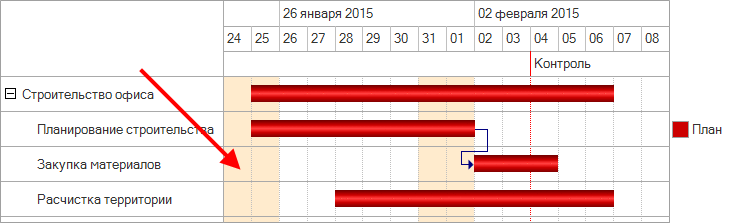 26 января 2015 02 февраля 2015
24 25 26 27 28 29 30 31 01 02 03 04 05 06 07 08
Контроль
Строительство офиса
Планирование строительства
План
Закупка материалов
Расчистка территории